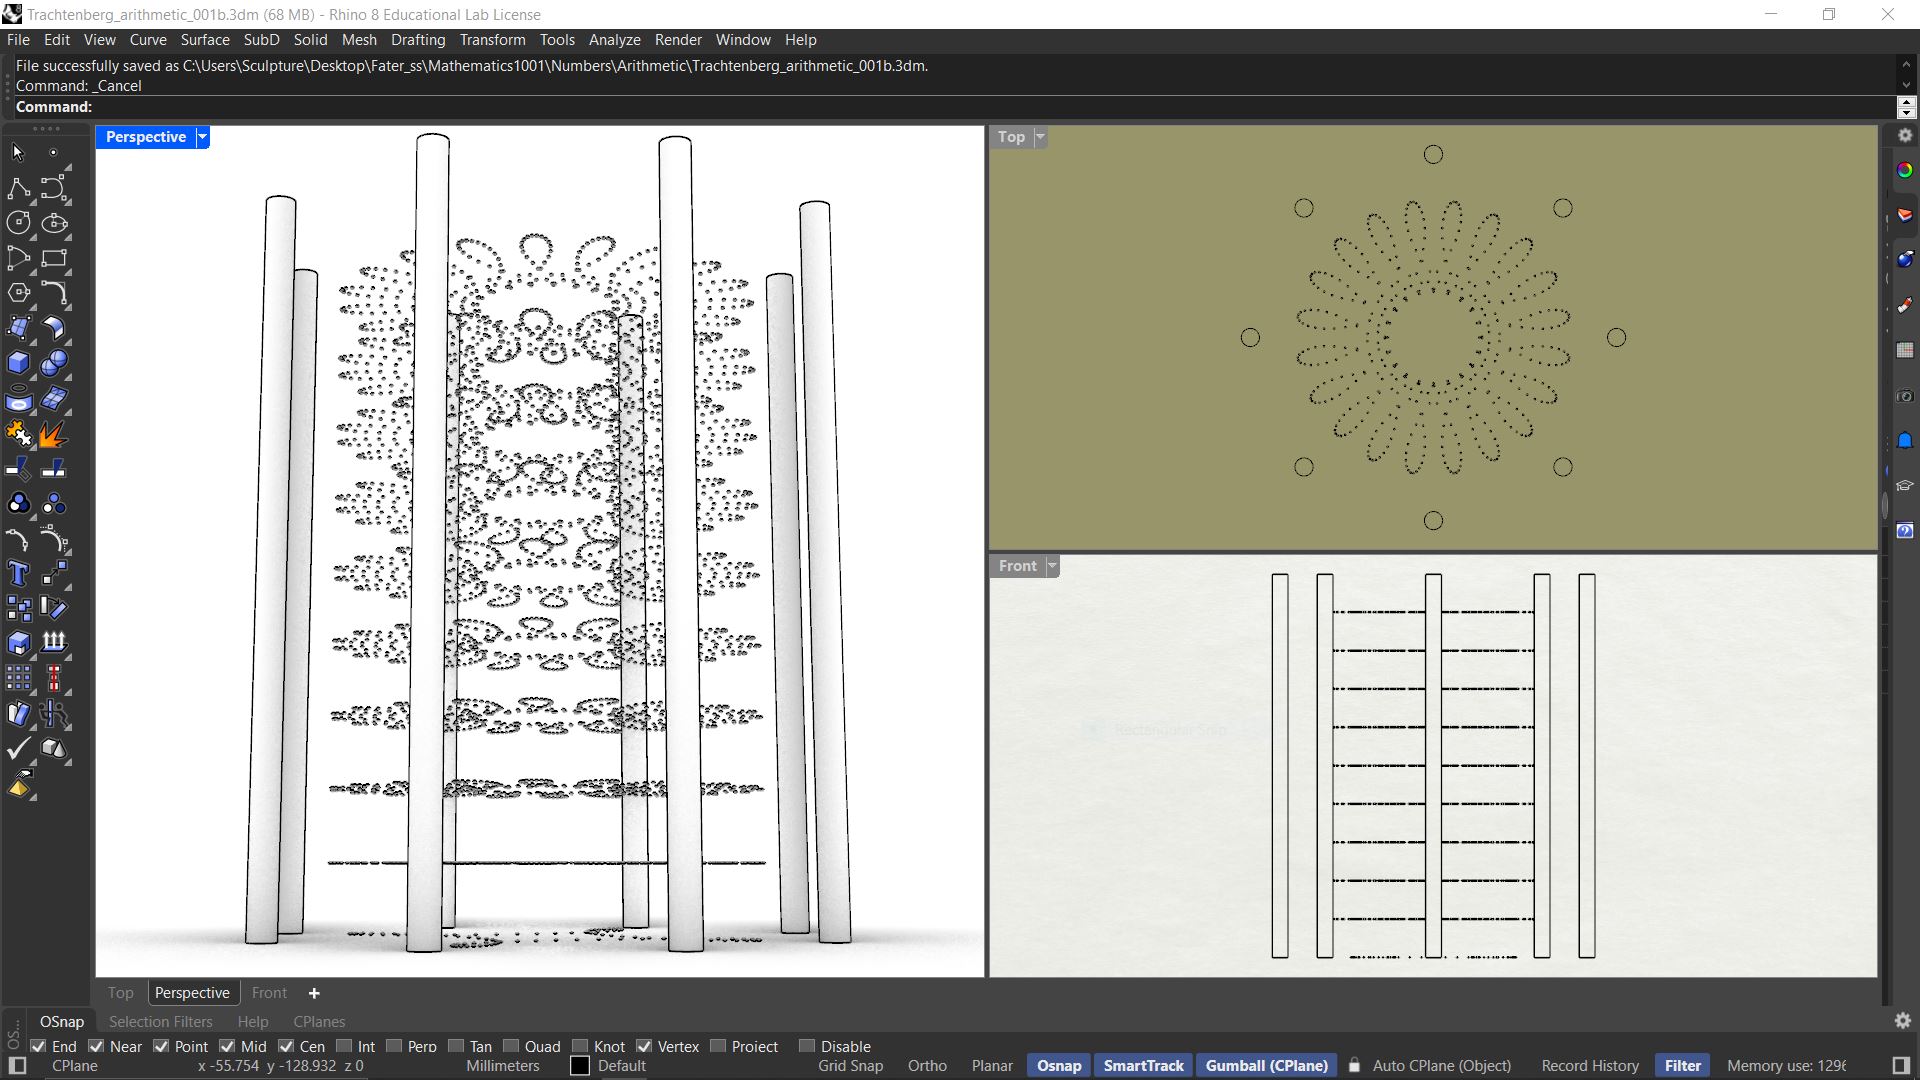 Trachtenberg_arithmetic_001b.3dm (68 MB) - Rhino 8 Educational Lab License
File Edit View Curve Surface SubD Solid Mesh Drafting Transform Tools Analyze Render Window Help
File successfully saved as C:\Users\Sculpture\Desktop\Fater_ss\Mathematics1001\Numbers\Arithmetic\Trachtenberg_arithmetic_001b.3dm.
Command: _Cancel
Command:
Perspective
Top
Front
Rectangular Snip
Top Perspective Front
OSnap Selection Filters Help CPlanes
End Near Point Mid Cen Int Perp Tan Quad Knot Vertex Project Disable
CPlane x -55.754 y -128.932 z 0 Millimeters Default Grid Snap Ortho Planar Osnap SmartTrack Gumball (CPlane) Auto CPlane (Object) Record History Filter Memory use: 1296